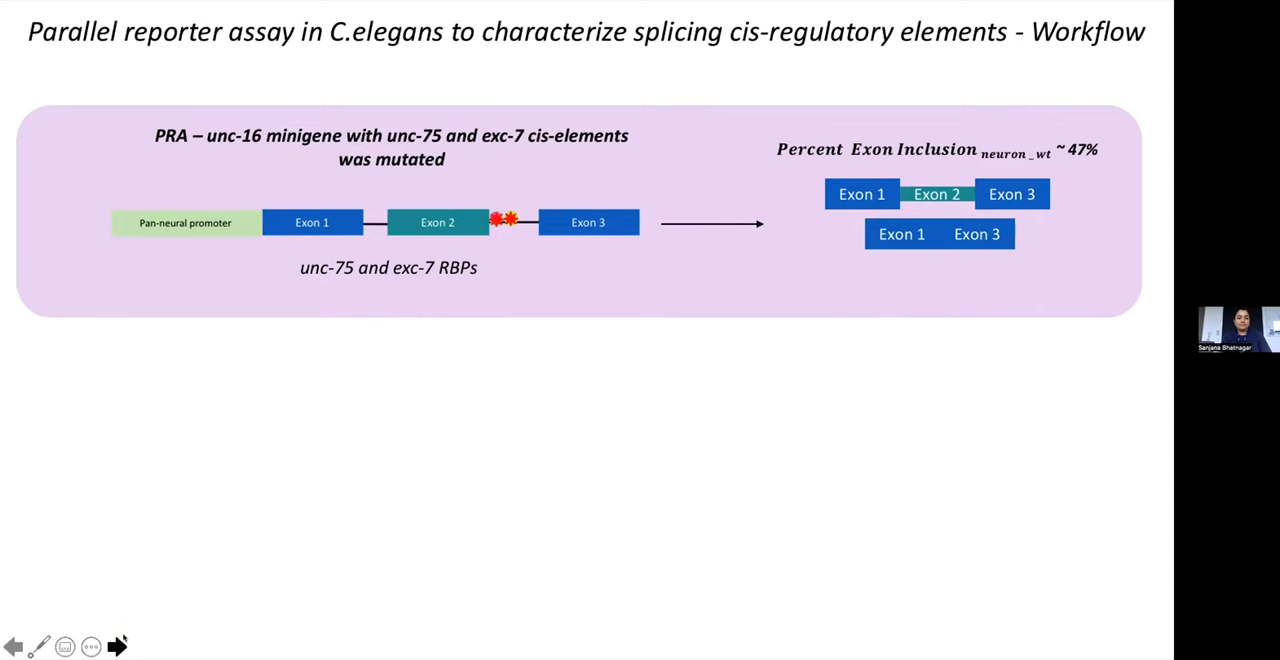 Parallel reporter assay in C.elegans to characterize splicing cis-regulatory elements - Workflow
PRA – unc-16 minigene with unc-75 and exc-7 cis-elements
was mutated
Percent Exon Inclusion neuron_wt ~ 47%
Exon 1 Exon 2 Exon 3
Exon 1 Exon 3
Pan-neural promoter Exon 1 Exon 2 Exon 3
unc-75 and exc-7 RBPs
Sanjana Bhatnagar